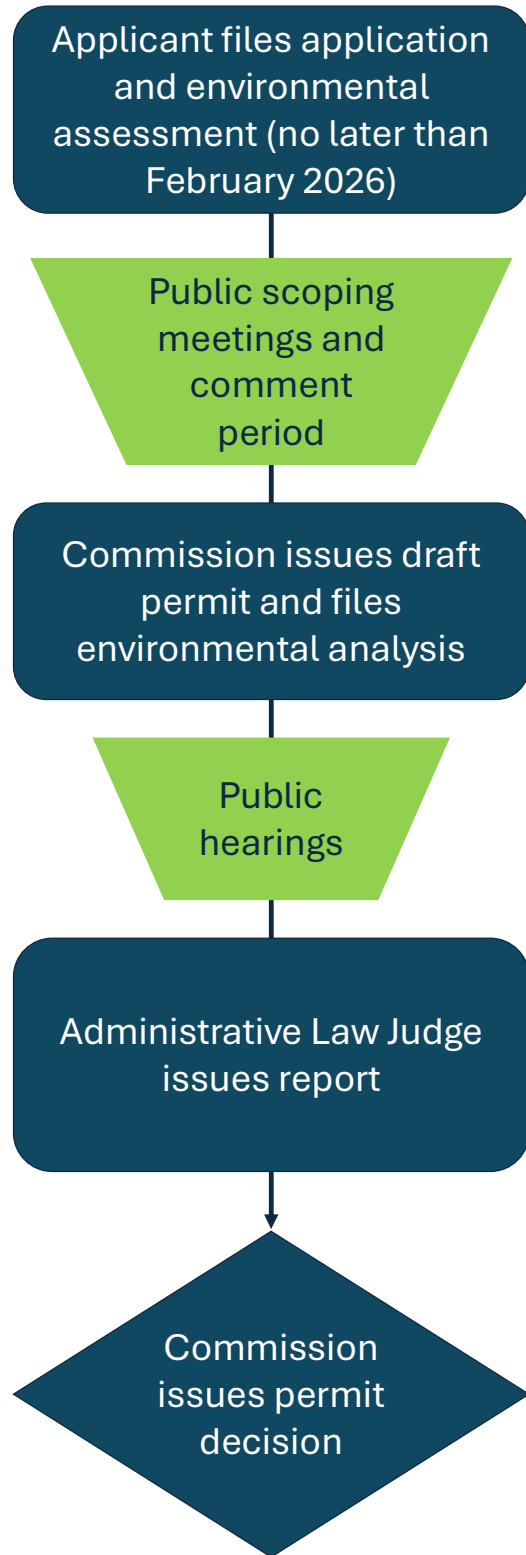 Applicant files application
and environmental
assessment (no later than
February 2026)
Public scoping
meetings and
comment
period
Commission issues draft
permit and files
environmental analysis
Public
hearings
Administrative Law Judge
issues report
Commission
issues permit
decision